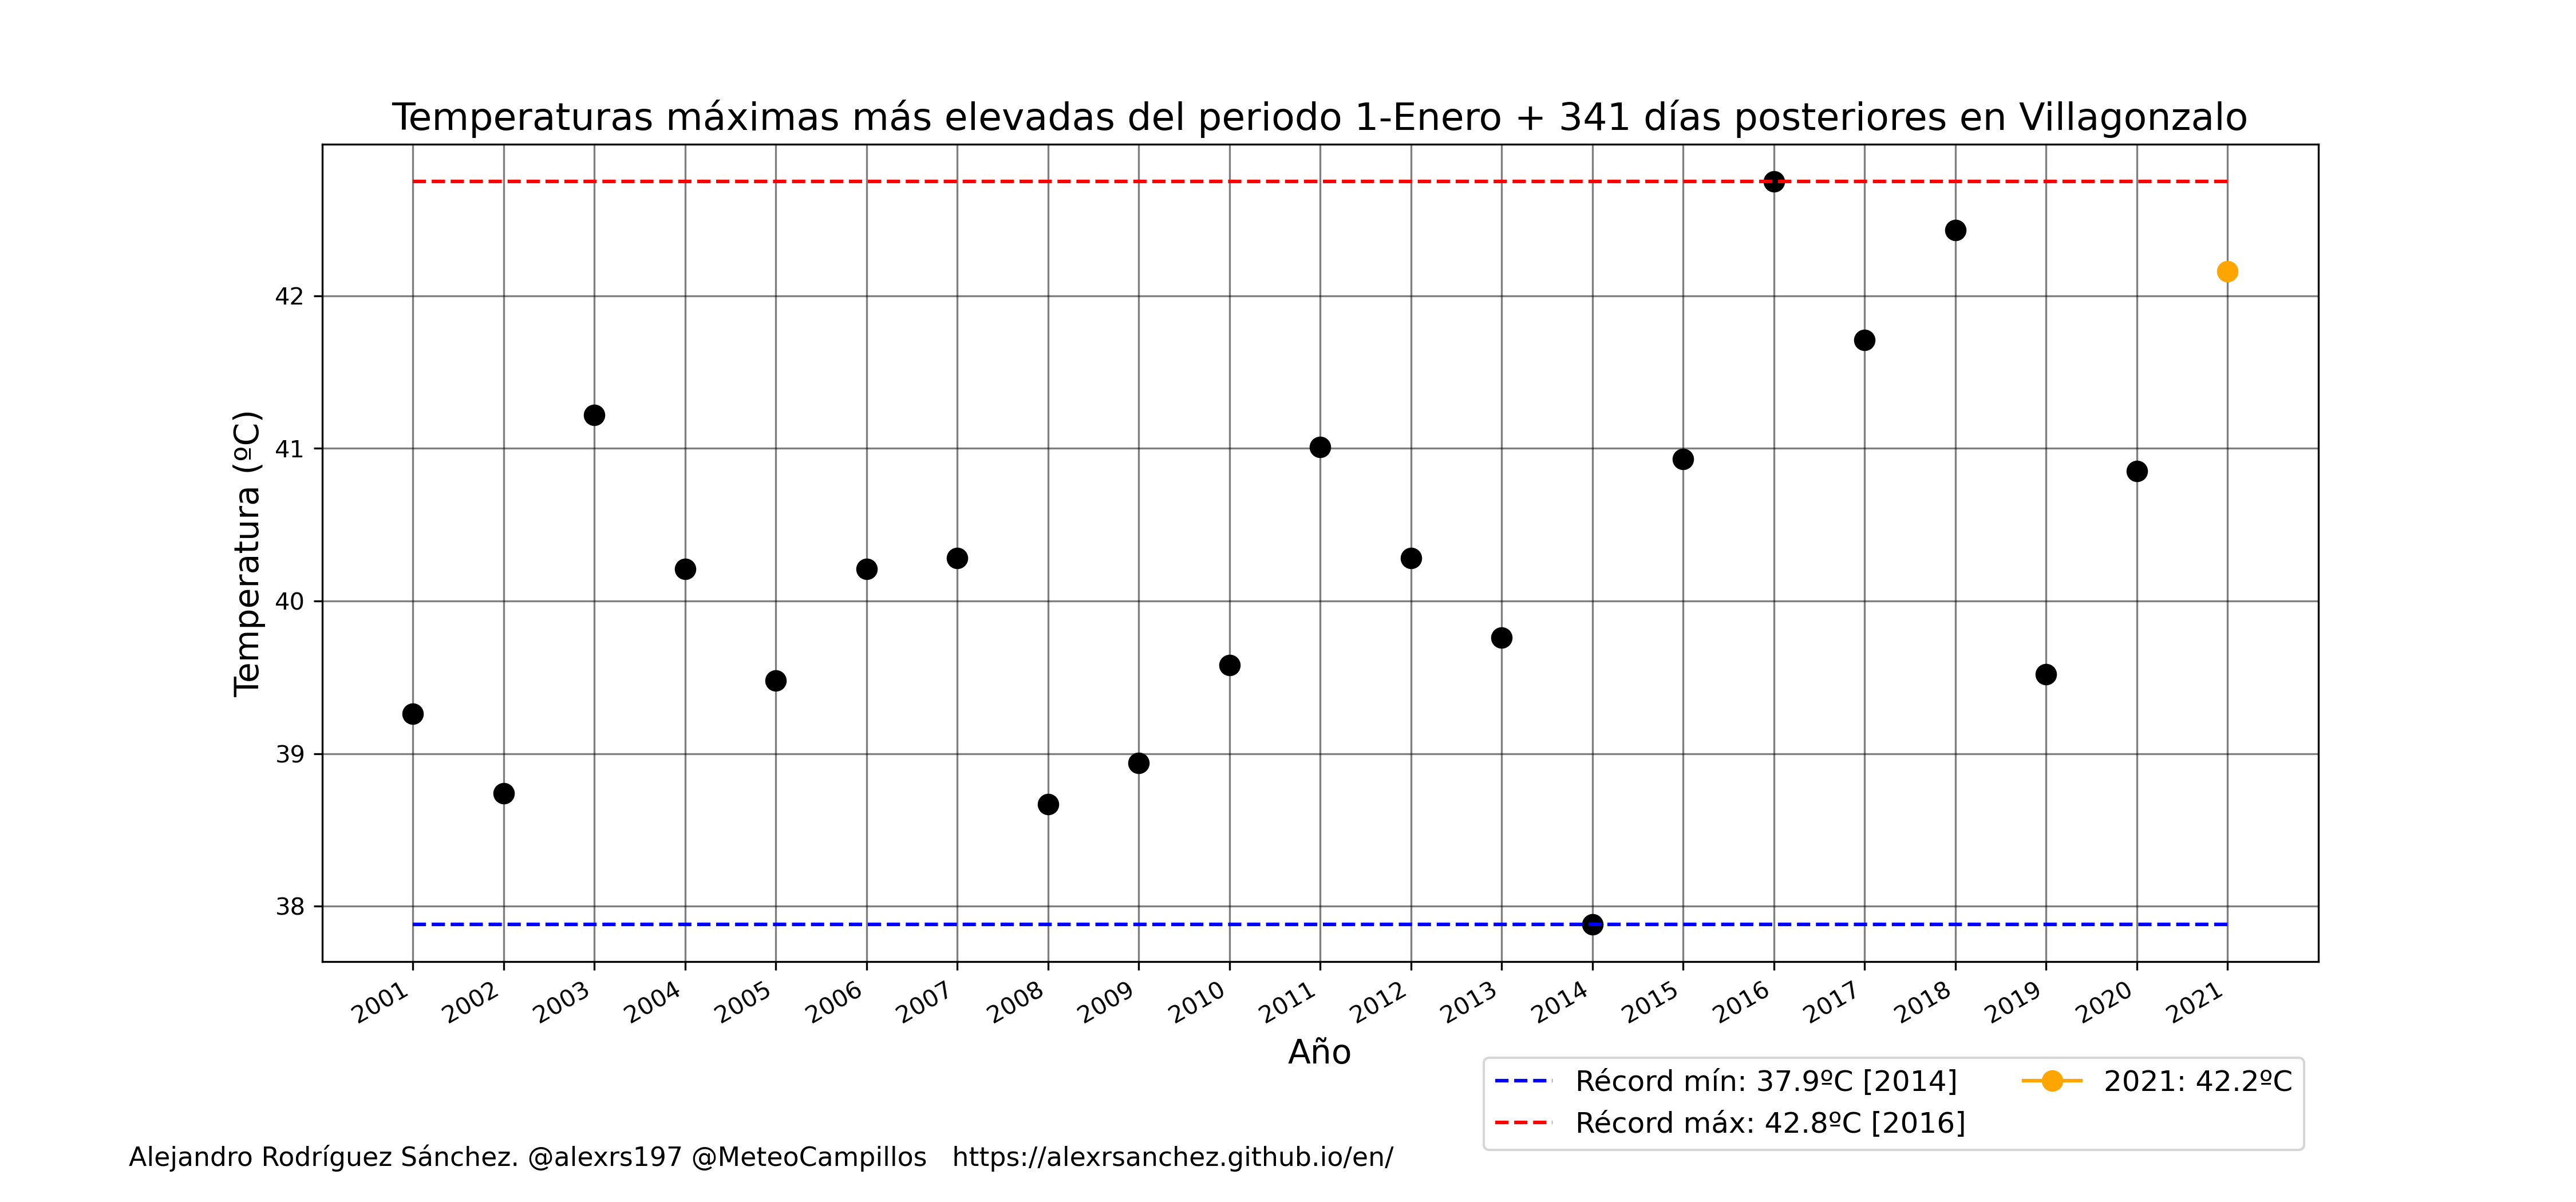 Temperaturas máximas más elevadas del periodo 1-Enero + 341 días posteriores en Villagonzalo
Temperatura (ºC)
42
41
40
39
38
2001 2002 2003 2004 2005 2006 2007 2008 2009 2010 2011 2012 2013 2014 2015 2016 2017 2018 2019 2020 2021
Año
Récord mín: 37.9ºC [2014] 2021: 42.2ºC
Récord máx: 42.8ºC [2016]
Alejandro Rodríguez Sánchez. @alexrs197 @MeteoCampillos https://alexrsanchez.github.io/en/